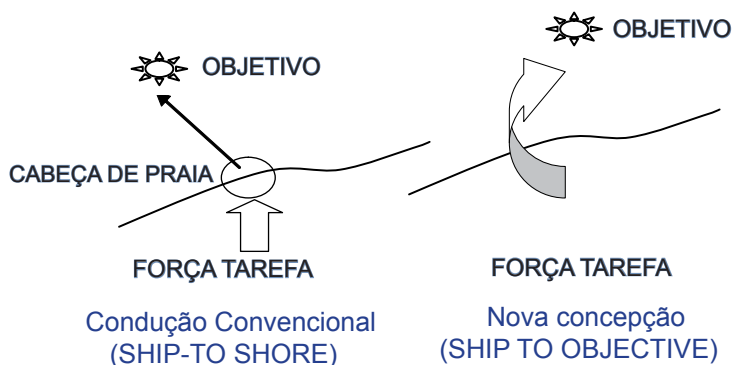 OBJETIVO
CABEÇA DE PRAIA
FORÇA TAREFA
Condução Convencional
(SHIP-TO SHORE)
OBJETIVO
FORÇA TAREFA
Nova concepção
(SHIP TO OBJECTIVE)